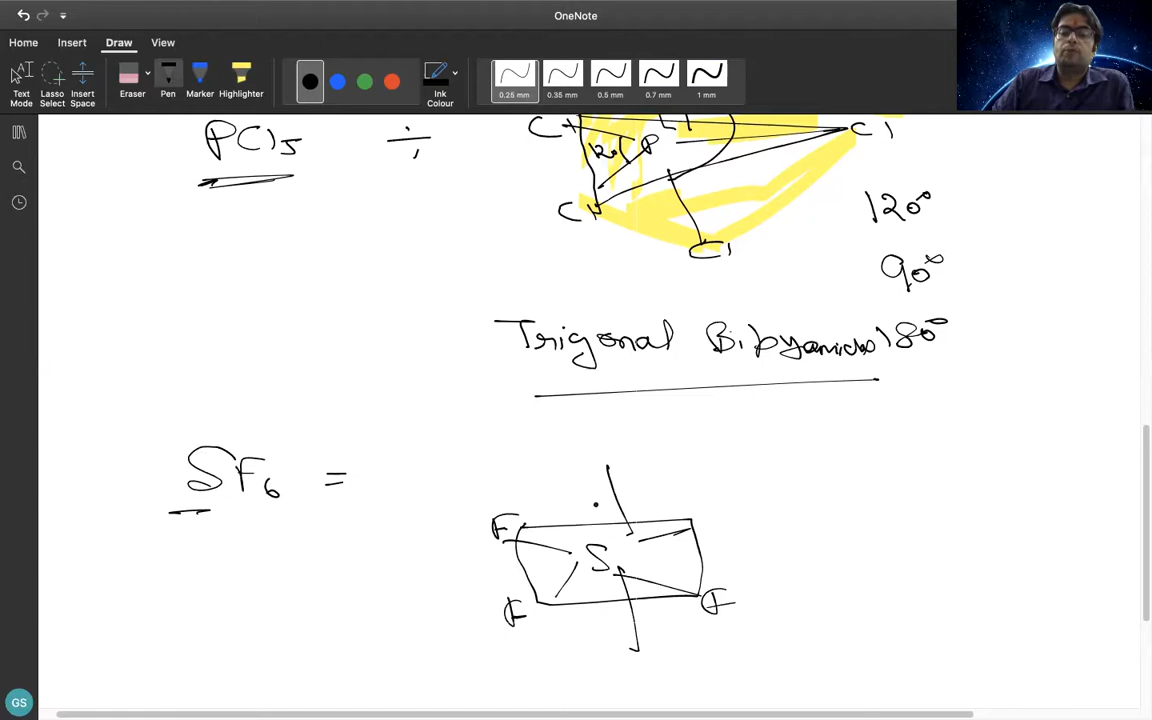 OneNote
Home Insert Draw View
Text Mode
Lasso Select
Insert Space
Eraser
Pen
Marker
Highlighter
Ink Colour
0.25 mm
0.35 mm
0.5 mm
0.7 mm
1 mm
PCl5 ÷
Cl P Cl
120
Cl
Cl
120°
90°
Trigonal 180°
SF6 =
F
S
F F
GS